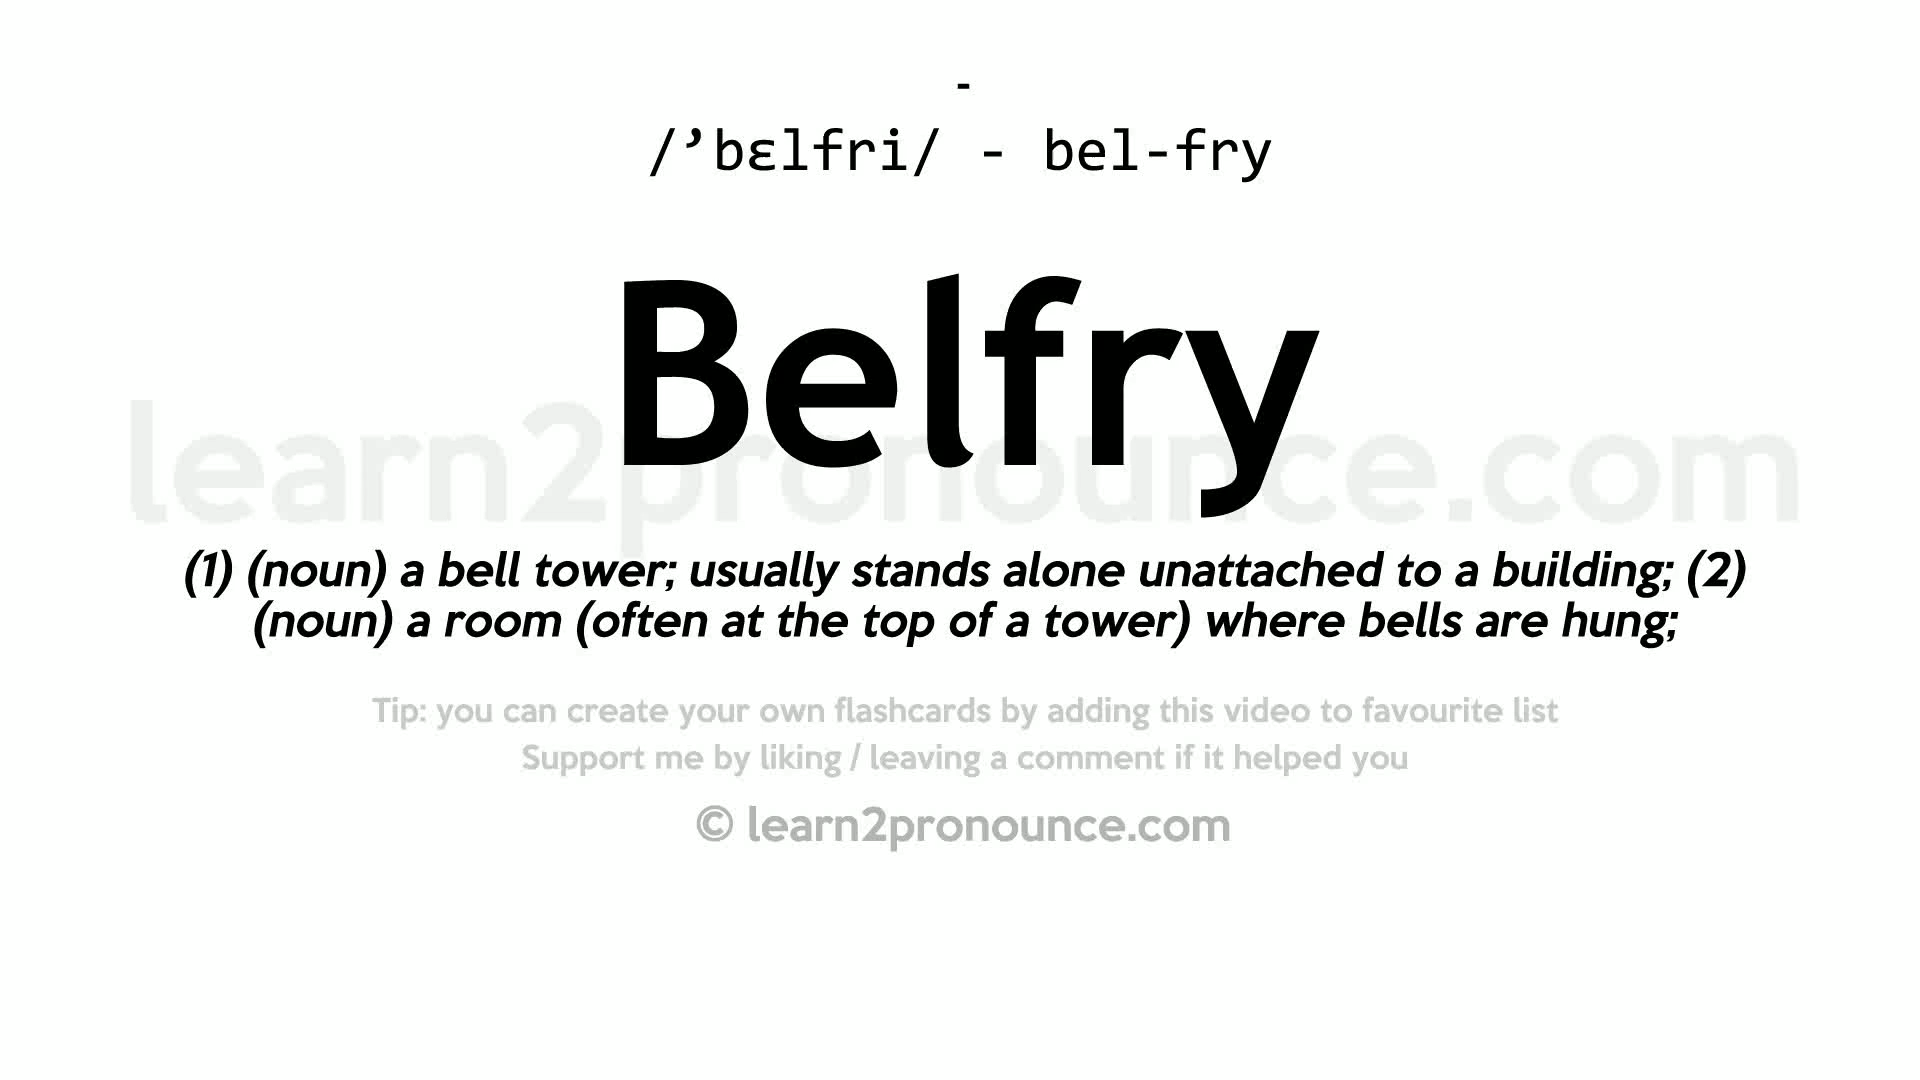 -
/’bɛlfri/ - bel-fry
Belfry
learn2pronounce.com
(1) (noun) a bell tower; usually stands alone unattached to a building; (2)
(noun) a room (often at the top of a tower) where bells are hung;
Tip: you can create your own flashcards by adding this video to favourite list
Support me by liking / leaving a comment if it helped you
© learn2pronounce.com